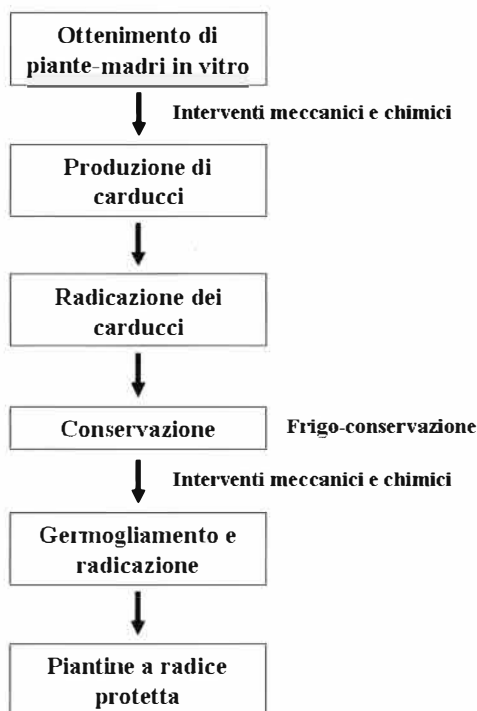 Ottenimento di
piante-madri in vitro
Interventi meccanici e chimici
Produzione di
carducci
Radicazione dei
carducci
Conservazione
Frigo-conservazione
Interventi meccanici e chimici
Germogliamento e
radicazione
Piantine a radice
protetta